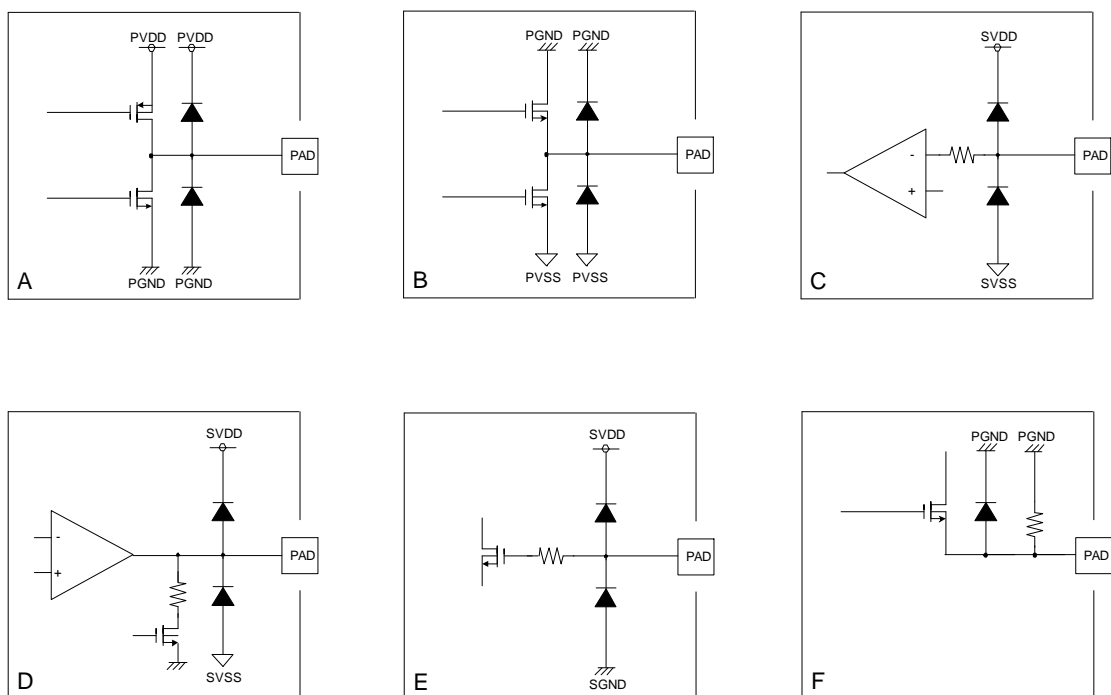 PVDD PVDD
PAD
PGND PGND
A
PGND PGND
PAD
PVSS PVSS
B
SVDD
-
+
PAD
SVSS
C
SVDD
-
+
PAD
SVSS
D
SVDD
PAD
SGND
E
PGND PGND
PAD
F